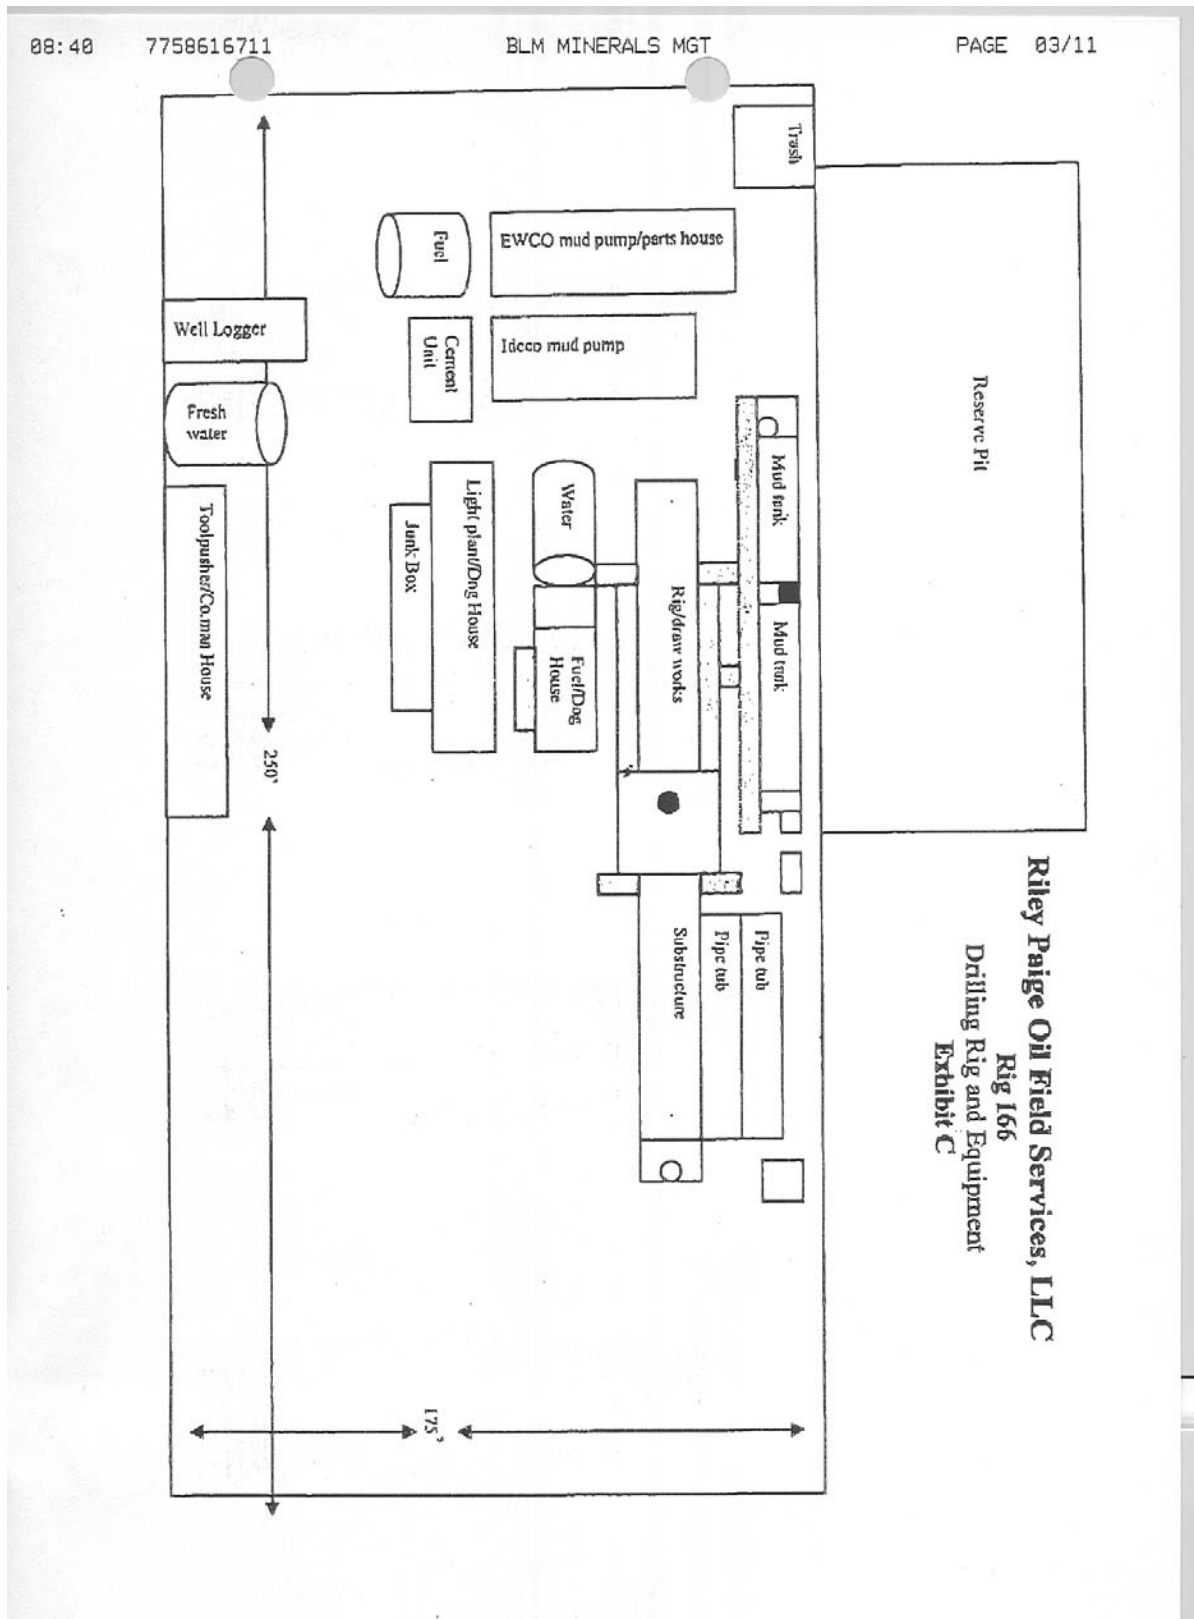 08:40 7758616711 BLM MINERALS MGT PAGE 03/11
Riley Paige Oil Field Services, LLC
Rig 166
Drilling Rig and Equipment
Exhibit C
Trash
Reserve Pit
Fuel
EWCO mud pump/parts house
Well Logger
Cement
Unit
Ideco mud pump
Fresh
water
Mud tank
Mud tank
Water
Light plant/Dog House
Junk Box
Rig/draw works
Fuel/Dog
House
Toolpusher/Co.man House
250'
Substructure
Pipe tub
Pipe tub
175'